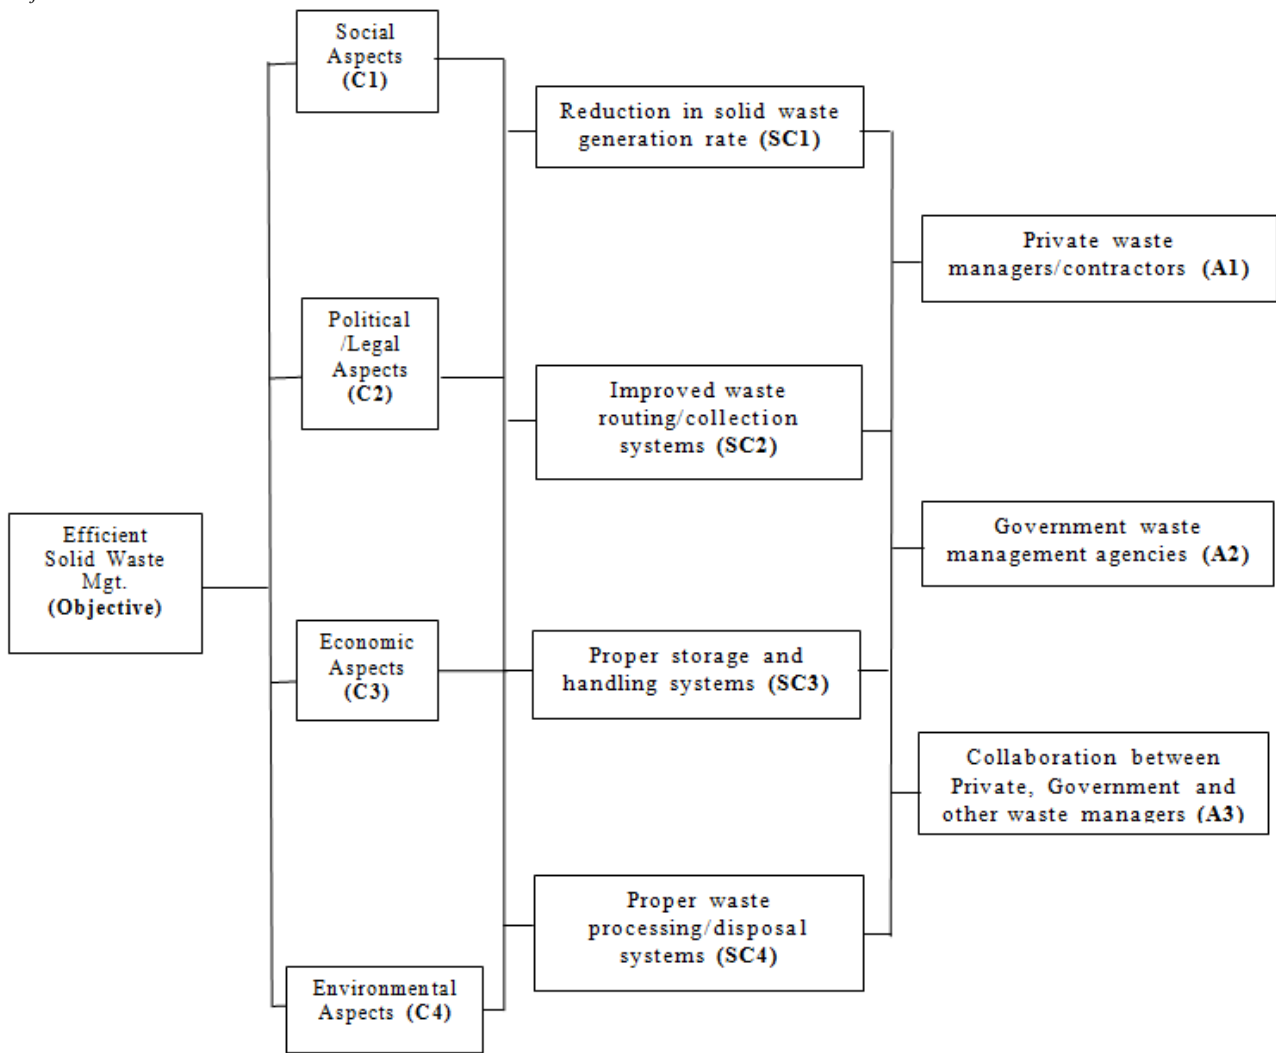 Social
Aspects
(C1)
Reduction in solid waste
generation rate (SC1)
Private waste
managers/contractors (A1)
Political
/Legal
Aspects
(C2)
Improved waste
routing/collection
systems (SC2)
Efficient
Solid Waste
Mgt.
(Objective)
Government waste
management agencies (A2)
Economic
Aspects
(C3)
Proper storage and
handling systems (SC3)
Collaboration between
Private, Government and
other waste managers (A3)
Proper waste
processing/disposal
systems (SC4)
Environmental
Aspects (C4)